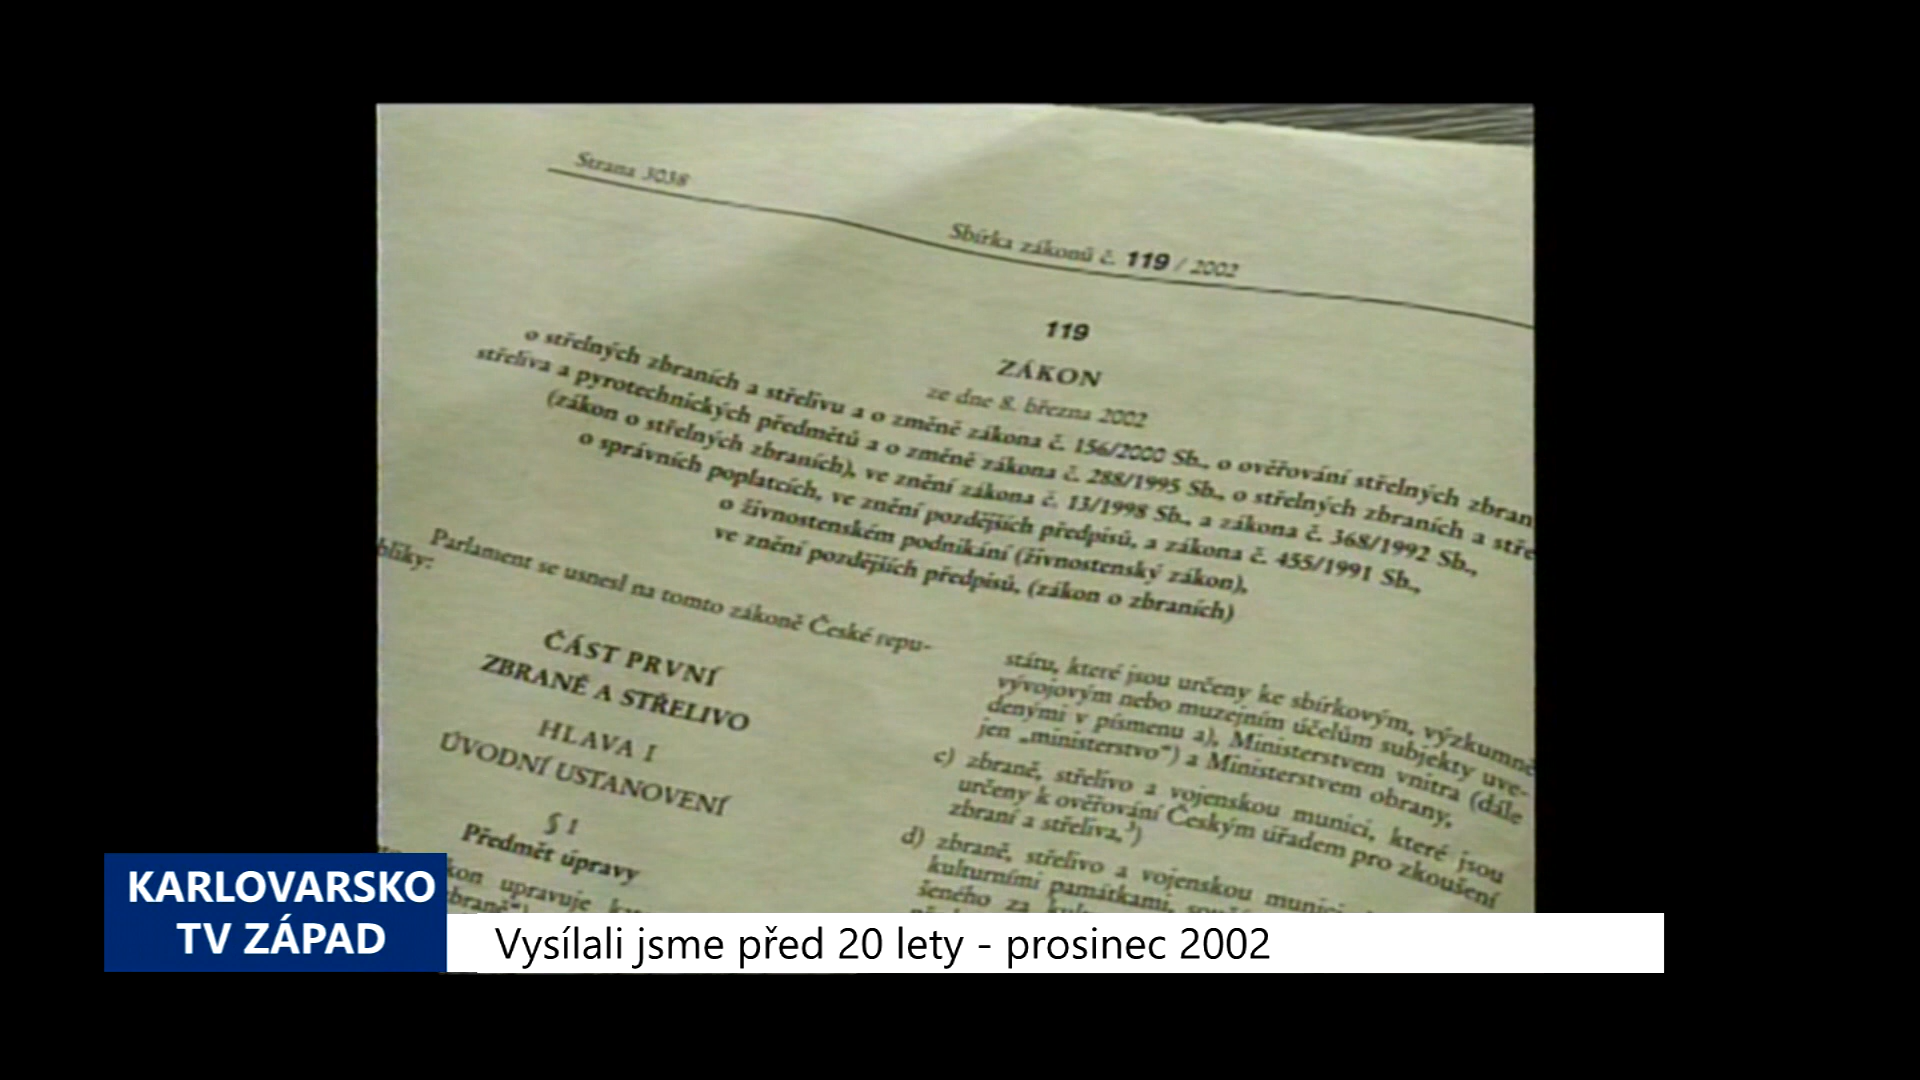 Strana 3038
Sbírka zákonů č. 119 / 2002
119
ZÁKON
ze dne 8. března 2002
o střelných zbraních a střelivu a o změně zákona č. 156/2000 Sb., o ověřování střelných zbran
střeliva a pyrotechnických předmětů a o změně zákona č. 288/1995 Sb., o střelných zbraních a stře
(zákon o střelných zbraních), ve znění zákona č. 13/1998 Sb., a zákona č. 368/1992 Sb.,
o správních poplatcích, ve znění pozdějších předpisů, a zákona č. 455/1991 Sb.,
o živnostenském podnikání (živnostenský zákon),
ve znění pozdějších předpisů, (zákon o zbraních)
Parlament se usnesl na tomto zákoně České repu-
bliky:
ČÁST PRVNÍ
ZBRANĚ A STŘELIVO
HLAVA I
ÚVODNÍ USTANOVENÍ
§ 1
Předmět úpravy
kon upravuje
braně")
státu, které jsou určeny ke sbírkovým, výzkumně
vývojovým nebo muzejním účelům subjekty uve-
denými v písmenu a), Ministerstvem vnitra (dále
jen „ministerstvo“) a Ministerstvem obrany,
c) zbraně, střelivo a vojenskou munici, které jsou
určeny k ověřování Českým úřadem pro zkoušení
zbraní a střeliva,³)
d) zbraně, střelivo a vojenskou munici,
kulturními památkami,
šeného za
KARLOVARSKO
TV ZÁPAD
Vysílali jsme před 20 lety - prosinec 2002